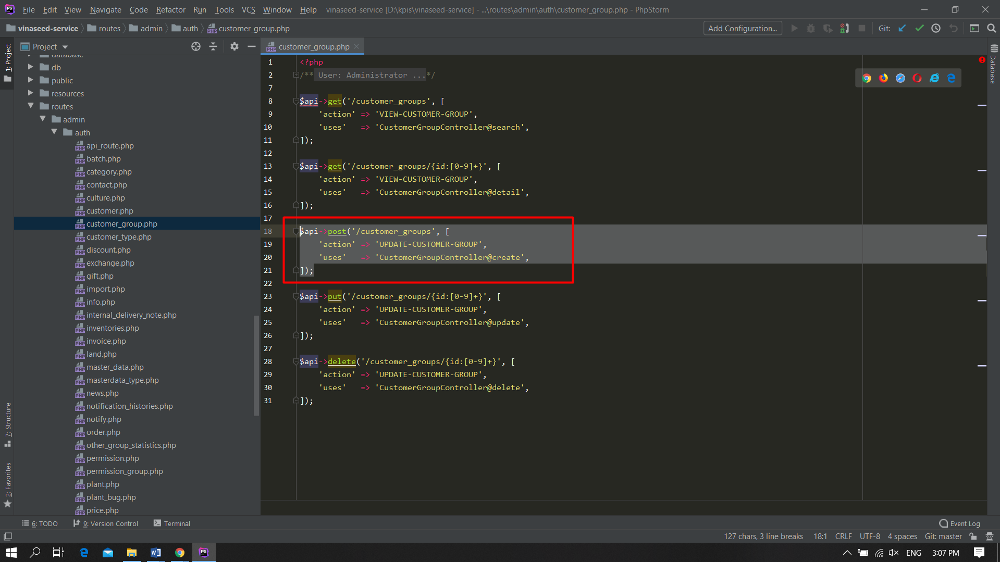 File Edit View Navigate Code Refactor Run Tools VCS Window Help vinaseed-service [D:\kpis\vinaseed-service] - ...\routes\admin\auth\customer_group.php - PhpStorm
vinaseed-service routes admin auth customer_group.php Add Configuration... Git:
Project
customer_group.php
1: Project
7: Structure
2: Favorites
Database
database
db
public
resources
routes
admin
auth
api_route.php
batch.php
category.php
contact.php
culture.php
customer.php
customer_group.php
customer_type.php
discount.php
exchange.php
gift.php
import.php
info.php
internal_delivery_note.php
inventories.php
invoice.php
land.php
master_data.php
masterdata_type.php
news.php
notification_histories.php
notify.php
order.php
other_group_statistics.php
permission.php
permission_group.php
plant.php
plant_bug.php
price.php
1 <?php
2 /** User: Administrator ...*/
7
8 $api->get('/customer_groups', [
9 'action' => 'VIEW-CUSTOMER-GROUP',
10 'uses' => 'CustomerGroupController@search',
11 ]);
12
13 $api->get('/customer_groups/{id:[0-9]+}', [
14 'action' => 'VIEW-CUSTOMER-GROUP',
15 'uses' => 'CustomerGroupController@detail',
16 ]);
17
18 $api->post('/customer_groups', [
19 'action' => 'UPDATE-CUSTOMER-GROUP',
20 'uses' => 'CustomerGroupController@create',
21 ]);
22
23 $api->put('/customer_groups/{id:[0-9]+}', [
24 'action' => 'UPDATE-CUSTOMER-GROUP',
25 'uses' => 'CustomerGroupController@update',
26 ]);
27
28 $api->delete('/customer_groups/{id:[0-9]+}', [
29 'action' => 'UPDATE-CUSTOMER-GROUP',
30 'uses' => 'CustomerGroupController@delete',
31 ]);
6: TODO 9: Version Control Terminal Event Log
127 chars, 3 line breaks 18:1 CRLF UTF-8 4 spaces Git: master
ENG 3:07 PM